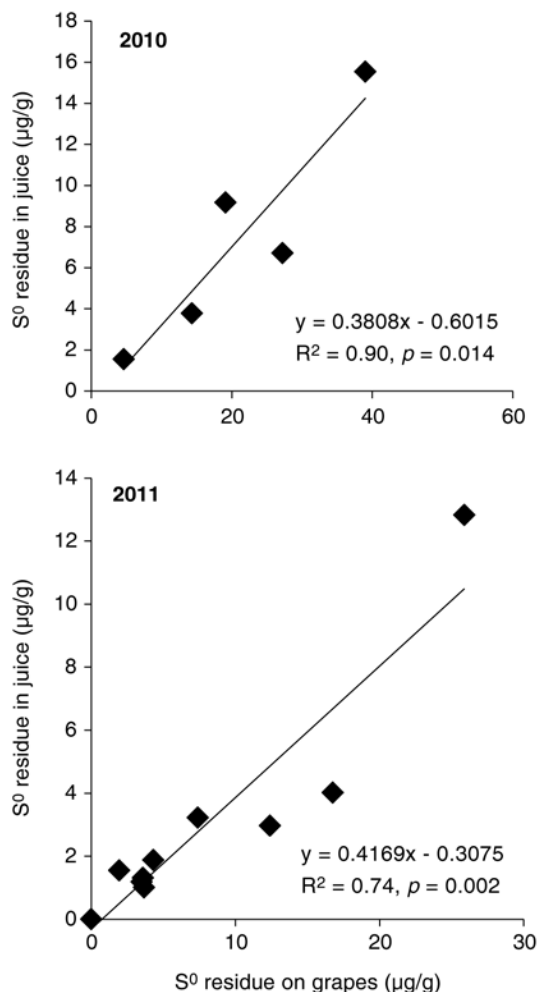 2010
18
16
14
12
10
8
6
4
2
0
S⁰ residue in juice (µg/g)
y = 0.3808x - 0.6015
R² = 0.90, p = 0.014
0 20 40 60
2011
14
12
10
8
6
4
2
0
S⁰ residue in juice (µg/g)
y = 0.4169x - 0.3075
R² = 0.74, p = 0.002
0 10 20 30
S⁰ residue on grapes (µg/g)